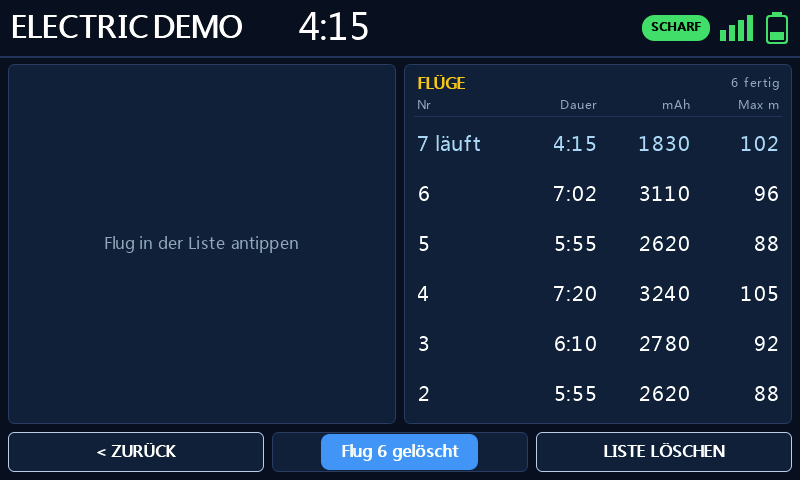 ELECTRIC DEMO 4:15 SCHARF
Flug in der Liste antippen
FLÜGE 6 fertig
Nr Dauer mAh Max m
7 läuft 4:15 1830 102
6 7:02 3110 96
5 5:55 2620 88
4 7:20 3240 105
3 6:10 2780 92
2 5:55 2620 88
< ZURÜCK Flug 6 gelöscht LISTE LÖSCHEN